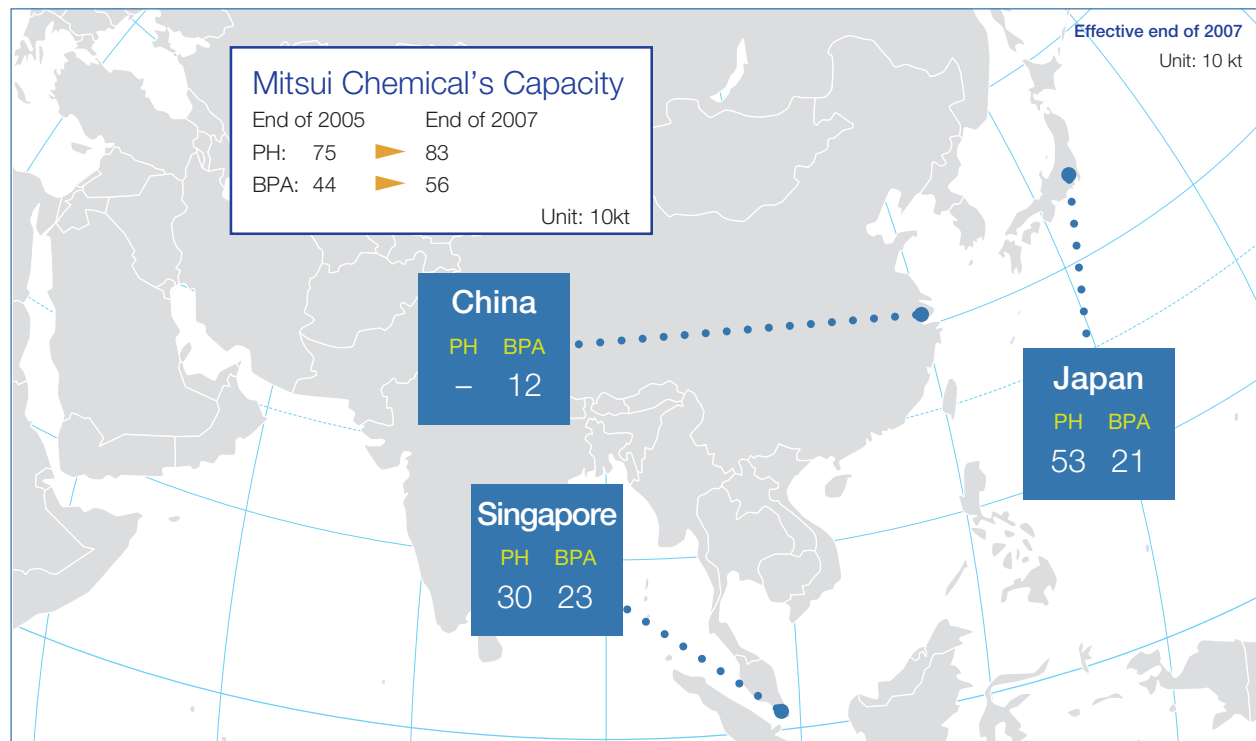 Effective end of 2007
Unit: 10 kt
Mitsui Chemical's Capacity
End of 2005 End of 2007
PH: 75 83
BPA: 44 56
Unit: 10kt
China
PH BPA
– 12
Japan
PH BPA
53 21
Singapore
PH BPA
30 23